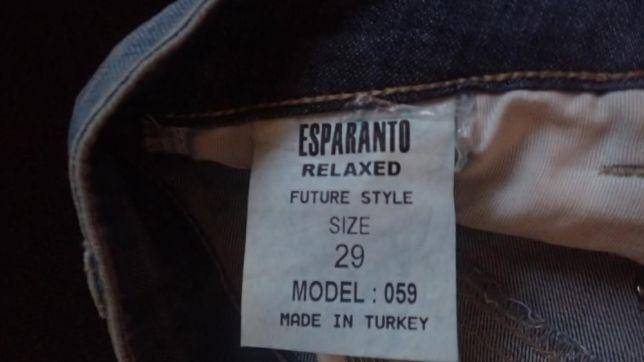 ESPARANTO
RELAXED
FUTURE STYLE
SIZE
29
MODEL : 059
MADE IN TURKEY